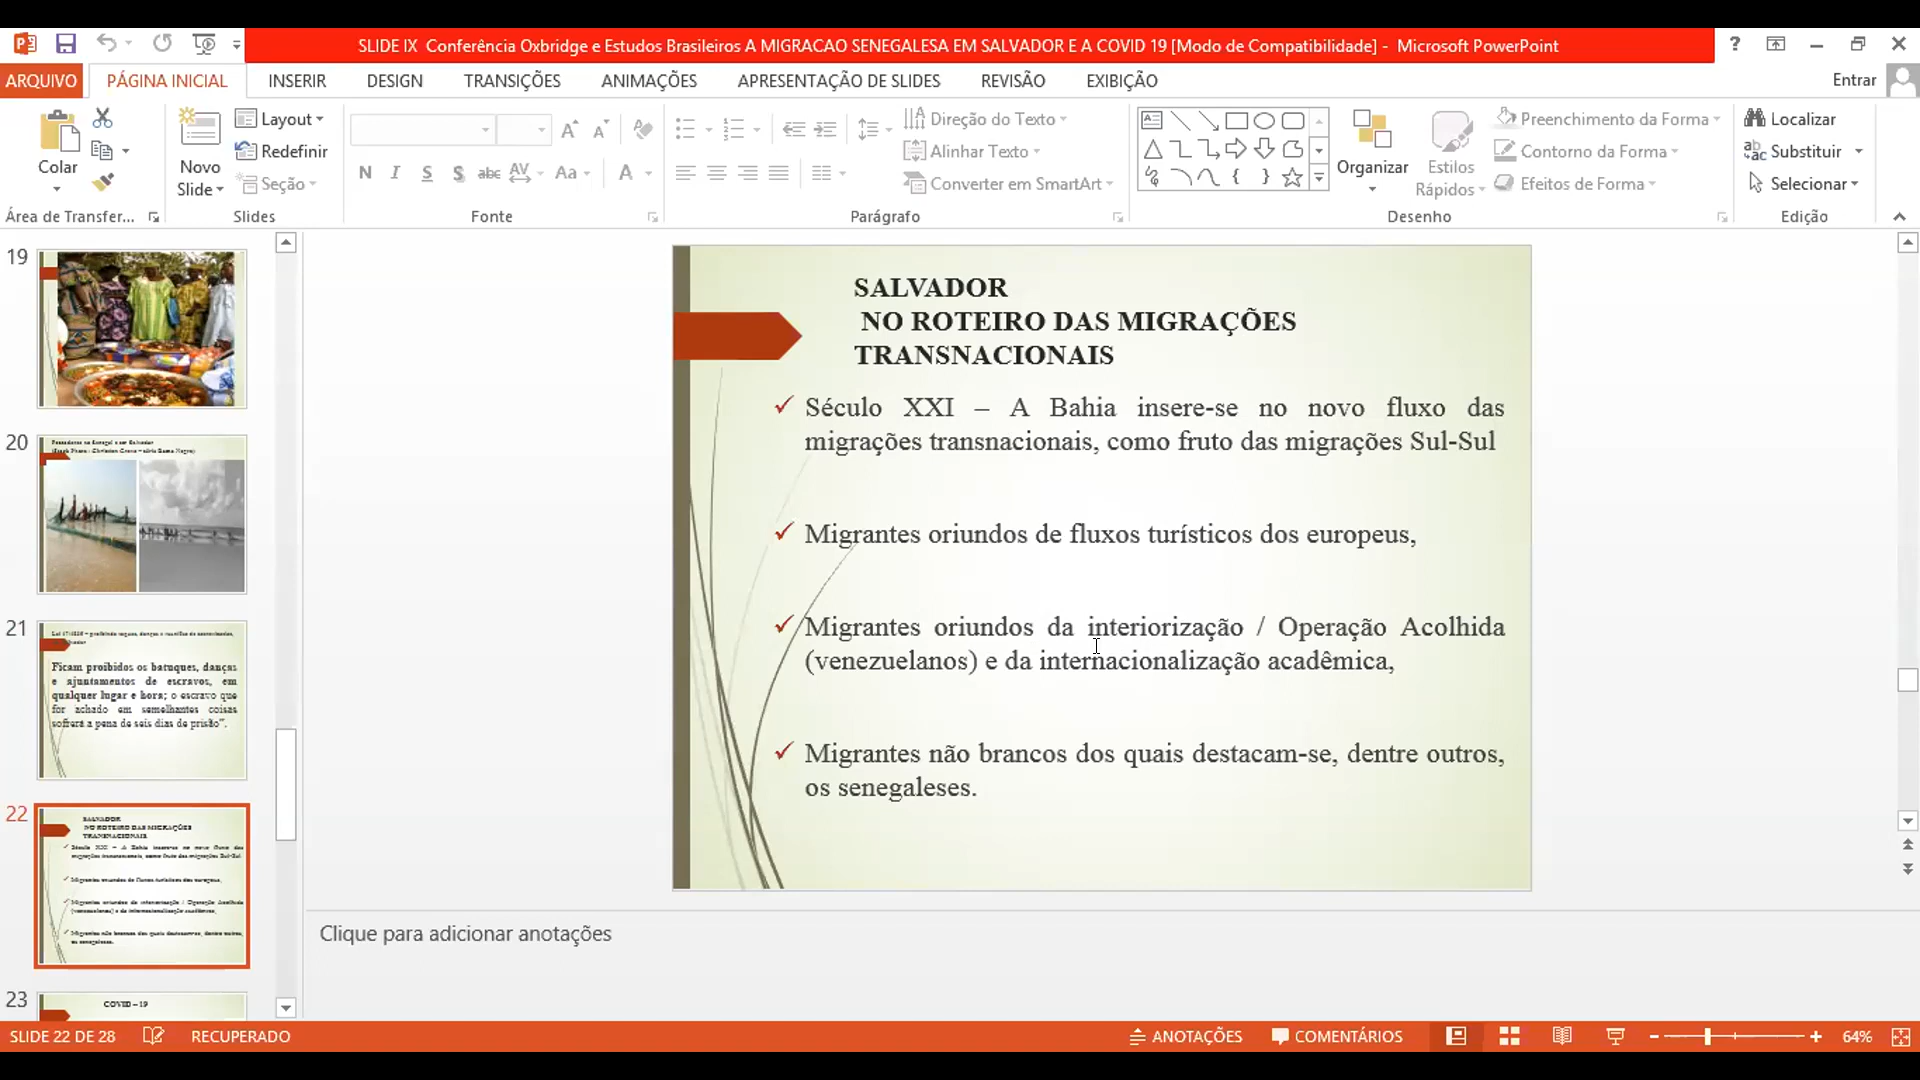 SLIDE IX  Conferência Oxbridge e Estudos Brasileiros A MIGRACAO SENEGALESA EM SALVADOR E A COVID 19 [Modo de Compatibilidade] -  Microsoft PowerPoint
ARQUIVO PÁGINA INICIAL INSERIR DESIGN TRANSIÇÕES ANIMAÇÕES APRESENTAÇÃO DE SLIDES REVISÃO EXIBIÇÃO Entrar
Colar
Novo
Slide
Layout
Redefinir
Seção
N I S S abc AV Aa A
Direção do Texto
Alinhar Texto
Converter em SmartArt
Organizar
Estilos
Rápidos
Preenchimento da Forma
Contorno da Forma
Efeitos de Forma
Localizar
Substituir
Selecionar
Área de Transfer... Slides Fonte Parágrafo Desenho Edição
19
20
21
Ficam proibidos os batuques, danças
e ajuntamentos de escravos, em
qualquer lugar e hora; o escravo que
for achado em semelhantes coisas
sofrerá a pena de seis dias de prisão”.
22
SALVADOR
NO ROTEIRO DAS MIGRAÇÕES
TRANSNACIONAIS
23
COVID – 19
SALVADOR
NO ROTEIRO DAS MIGRAÇÕES
TRANSNACIONAIS
✓ Século XXI – A Bahia insere-se no novo fluxo das
migrações transnacionais, como fruto das migrações Sul-Sul
✓ Migrantes oriundos de fluxos turísticos dos europeus,
✓ Migrantes oriundos da interiorização / Operação Acolhida
(venezuelanos) e da internacionalização acadêmica,
✓ Migrantes não brancos dos quais destacam-se, dentre outros,
os senegaleses.
Clique para adicionar anotações
SLIDE 22 DE 28 RECUPERADO ANOTAÇÕES COMENTÁRIOS 64%